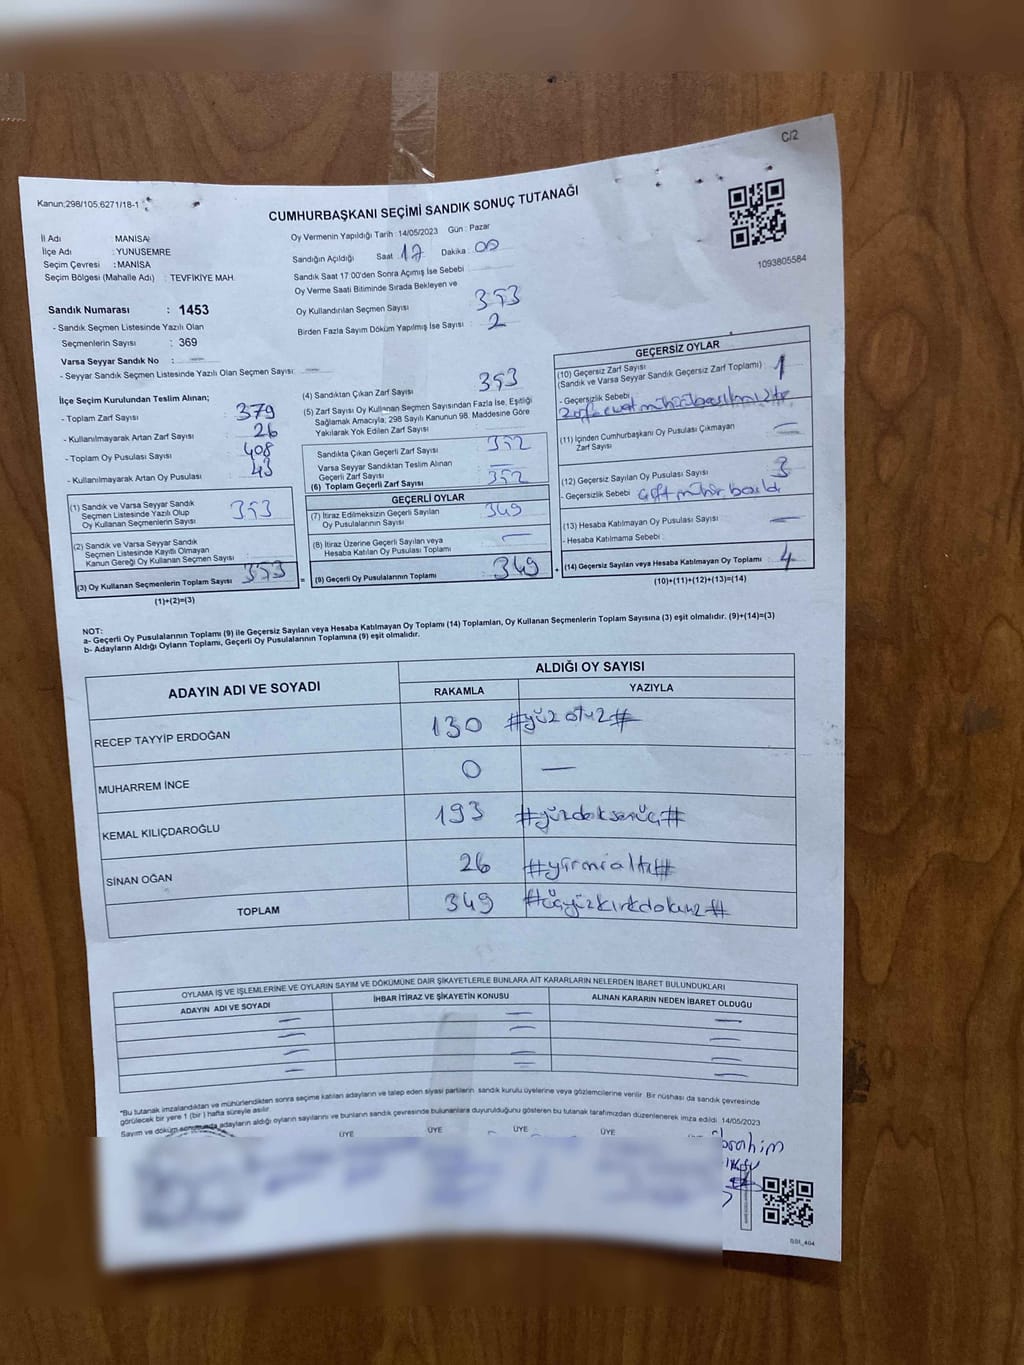 C/2
Kanun:298/105,6271/18-1
CUMHURBAŞKANI SEÇİMİ SANDIK SONUÇ TUTANAĞI
1093805584
İl Adı : MANİSA
İlçe Adı : YUNUSEMRE
Seçim Çevresi : MANİSA
Seçim Bölgesi (Mahalle Adı) : TEVFİKİYE MAH.
Oy Vermenin Yapıldığı Tarih : 14/05/2023 Gün : Pazar
Sandığın Açıldığı Saat : 17 Dakika : 00
Sandık Saat 17:00'den Sonra Açımış İse Sebebi :
Oy Verme Saati Bitiminde Sırada Bekleyen ve
Oy Kullandırılan Seçmen Sayısı : 353
Birden Fazla Sayım Döküm Yapılmış İse Sayısı : 2
Sandık Numarası : 1453
- Sandık Seçmen Listesinde Yazılı Olan
Seçmenlerin Sayısı : 369
Varsa Seyyar Sandık No :
- Seyyar Sandık Seçmen Listesinde Yazılı Olan Seçmen Sayısı:
İlçe Seçim Kurulundan Teslim Alınan;
- Toplam Zarf Sayısı : 379
- Kullanılmayarak Artan Zarf Sayısı : 26
- Toplam Oy Pusulası Sayısı : 408
- Kullanılmayarak Artan Oy Pusulası : 43
(1) Sandık ve Varsa Seyyar Sandık
Seçmen Listesinde Yazılı Olup
Oy Kullanan Seçmenlerin Sayısı : 353
(2) Sandık ve Varsa Seyyar Sandık
Seçmen Listesinde Kayıtlı Olmayan
Kanun Gereği Oy Kullanan Seçmen Sayısı :
(3) Oy Kullanan Seçmenlerin Toplam Sayısı : 353
(1)+(2)=(3)
(4) Sandıktan Çıkan Zarf Sayısı : 353
(5) Zarf Sayısı Oy Kullanan Seçmen Sayısından Fazla İse, Eşitliği
Sağlamak Amacıyla; 298 Sayılı Kanunun 98. Maddesine Göre
Yakılarak Yok Edilen Zarf Sayısı :
Sandıkta Çıkan Geçerli Zarf Sayısı : 352
Varsa Seyyar Sandıktan Teslim Alınan
Geçerli Zarf Sayısı : —
(6) Toplam Geçerli Zarf Sayısı : 352
GEÇERLİ OYLAR
(7) İtiraz Edilmeksizin Geçerli Sayılan
Oy Pusulalarının Sayısı : 349
(8) İtiraz Üzerine Geçerli Sayılan veya
Hesaba Katılan Oy Pusulası Toplamı : —
(9) Geçerli Oy Pusulalarının Toplamı : 349
GEÇERSİZ OYLAR
(10) Geçersiz Zarf Sayısı
(Sandık ve Varsa Seyyar Sandık Geçersiz Zarf Toplamı) : 1
- Geçersizlik Sebebi :
(11) İçinden Cumhurbaşkanı Oy Pusulası Çıkmayan
Zarf Sayısı : —
(12) Geçersiz Sayılan Oy Pusulası Sayısı : 3
- Geçersizlik Sebebi : Çift mühür basıldı
(13) Hesaba Katılmayan Oy Pusulası Sayısı : —
- Hesaba Katılmama Sebebi :
(14) Geçersiz Sayılan veya Hesaba Katılmayan Oy Toplamı : 4
(10)+(11)+(12)+(13)=(14)
NOT:
a- Geçerli Oy Pusulalarının Toplamı (9) ile Geçersiz Sayılan veya Hesaba Katılmayan Oy Toplamı (14) Toplamları, Oy Kullanan Seçmenlerin Toplam Sayısına (3) eşit olmalıdır. (9)+(14)=(3)
b- Adayların Aldığı Oyların Toplamı, Geçerli Oy Pusulalarının Toplamına (9) eşit olmalıdır.
ADAYIN ADI VE SOYADI ALDIĞI OY SAYISI
RAKAMLA YAZIYLA
RECEP TAYYİP ERDOĞAN 130 #yüz otuz#
MUHARREM İNCE 0 —
KEMAL KILIÇDAROĞLU 193 #yüzdoksanüç#
SİNAN OĞAN 26 #yirmialtı#
TOPLAM 349 #üçyüzkırkdokuz#
OYLAMA İŞ VE İŞLEMLERİNE VE OYLARIN SAYIM VE DÖKÜMÜNE DAİR ŞİKAYETLERLE BUNLARA AİT KARARLARIN NELERDEN İBARET BULUNDUKLARI
ADAYIN ADI VE SOYADI İHBAR İTİRAZ VE ŞİKAYETİN KONUSU ALINAN KARARIN NEDEN İBARET OLDUĞU
*Bu tutanak imzalandıktan ve mühürlendikten sonra seçime katılan adayların ve talep eden siyasi partilerin, sandık kurulu üyelerine veya gözlemcilerine verilir. Bir nüshası da sandık çevresinde
görülecek bir yere 1 (bir) hafta süreyle asılır.
Sayım ve döküm sonunda adayların aldığı oyların sayılarını ve bunların sandık çevresinde bulunanlara duyurulduğunu gösteren bu tutanak tarafımızdan düzenlenerek imza edildi. 14/05/2023
ÜYE ÜYE ÜYE ÜYE
İbrahim
SSI_404